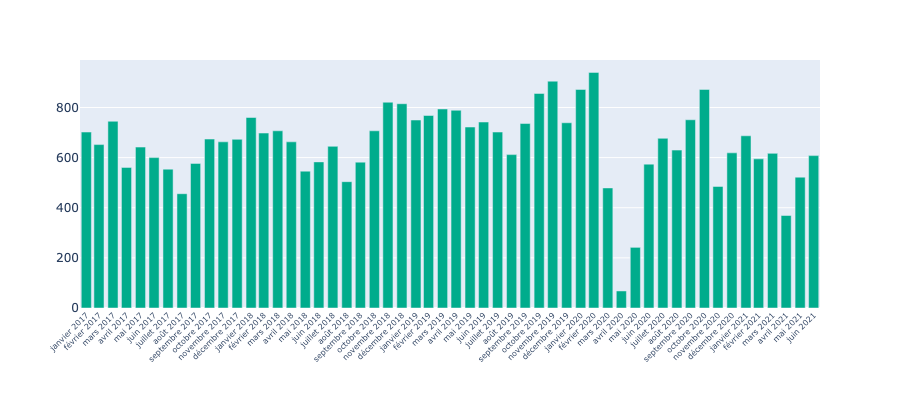 800
600
400
200
0
janvier 2017
février 2017
mars 2017
avril 2017
mai 2017
juin 2017
juillet 2017
août 2017
septembre 2017
octobre 2017
novembre 2017
décembre 2017
janvier 2018
février 2018
mars 2018
avril 2018
mai 2018
juin 2018
juillet 2018
août 2018
septembre 2018
octobre 2018
novembre 2018
décembre 2018
janvier 2019
février 2019
mars 2019
avril 2019
mai 2019
juin 2019
juillet 2019
août 2019
septembre 2019
octobre 2019
novembre 2019
décembre 2019
janvier 2020
février 2020
mars 2020
avril 2020
mai 2020
juin 2020
juillet 2020
août 2020
septembre 2020
octobre 2020
novembre 2020
décembre 2020
janvier 2021
février 2021
mars 2021
avril 2021
mai 2021
juin 2021